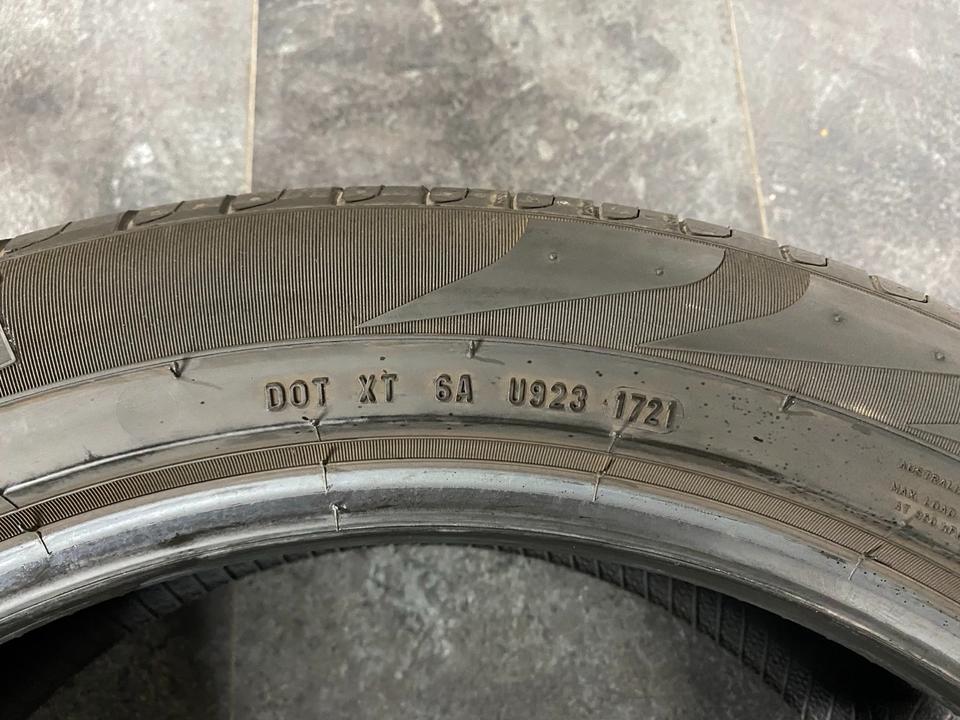 DOT XT 6A U923 1721
AUSTRALIA
MAX. LOAD